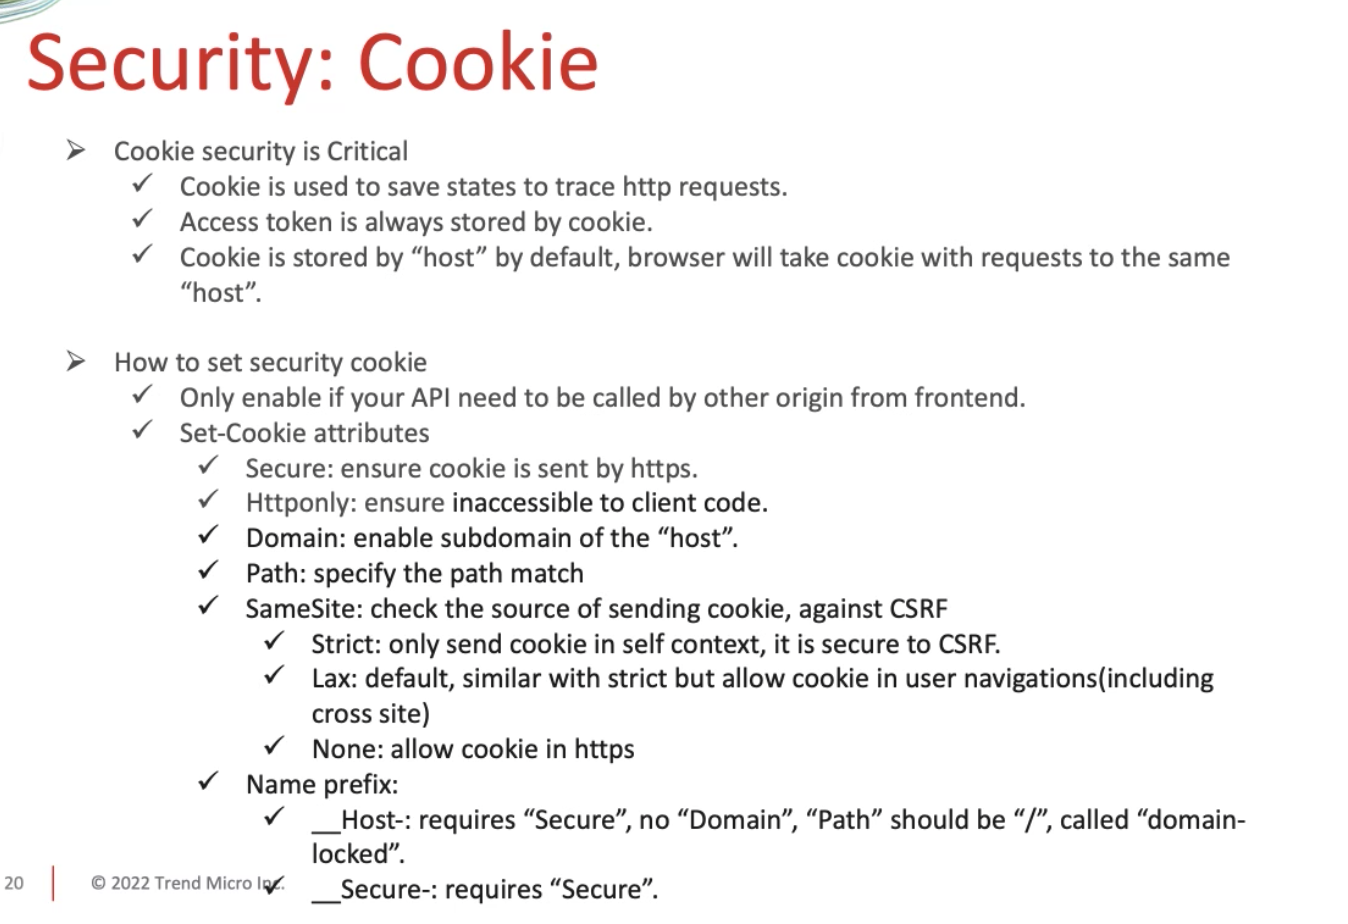 Security: Cookie
Cookie security is Critical
Cookie is used to save states to trace http requests.
Access token is always stored by cookie.
Cookie is stored by “host” by default, browser will take cookie with requests to the same
“host”.
How to set security cookie
Only enable if your API need to be called by other origin from frontend.
Set-Cookie attributes
Secure: ensure cookie is sent by https.
Httponly: ensure inaccessible to client code.
Domain: enable subdomain of the “host”.
Path: specify the path match
SameSite: check the source of sending cookie, against CSRF
Strict: only send cookie in self context, it is secure to CSRF.
Lax: default, similar with strict but allow cookie in user navigations(including
cross site)
None: allow cookie in https
Name prefix:
__Host-: requires “Secure”, no “Domain”, “Path” should be “/”, called “domain-
locked”.
__Secure-: requires “Secure”.
20
© 2022 Trend Micro Inc.